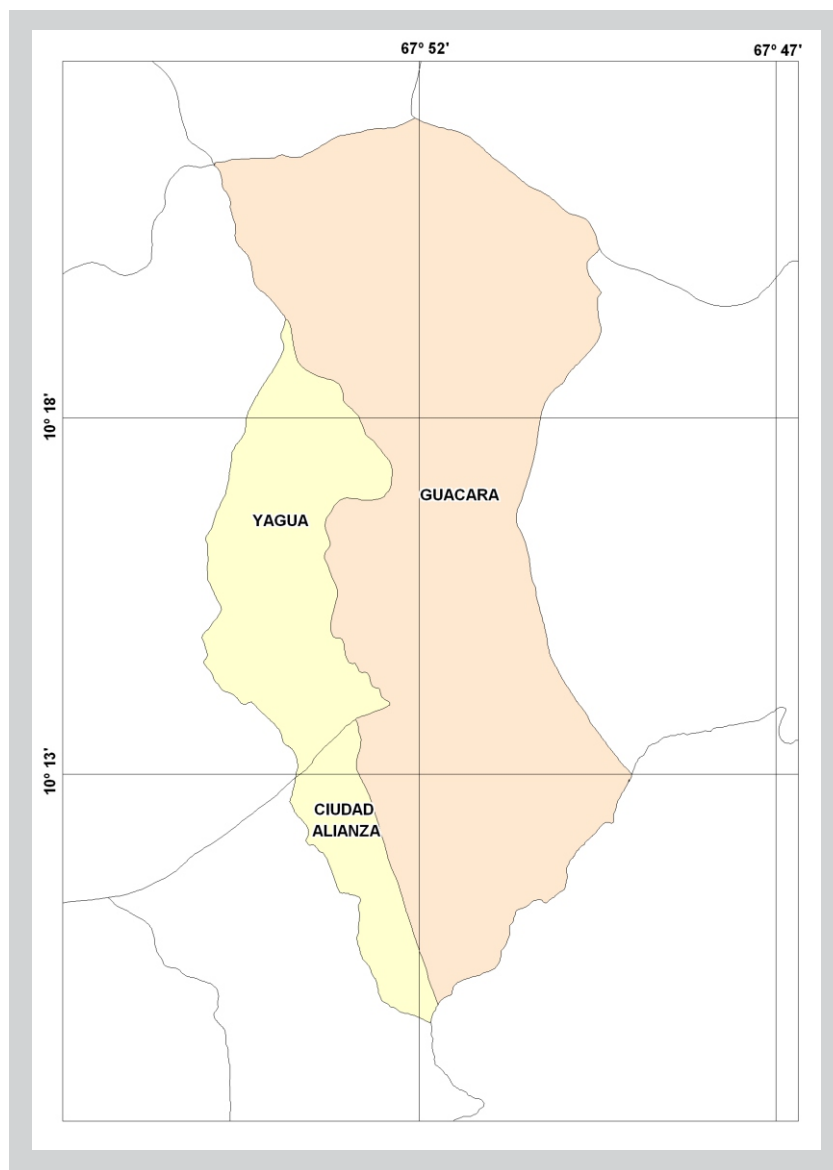 67º 52'
67º 47'
10º 18'
GUACARA
YAGUA
10º 13'
CIUDAD
ALIANZA